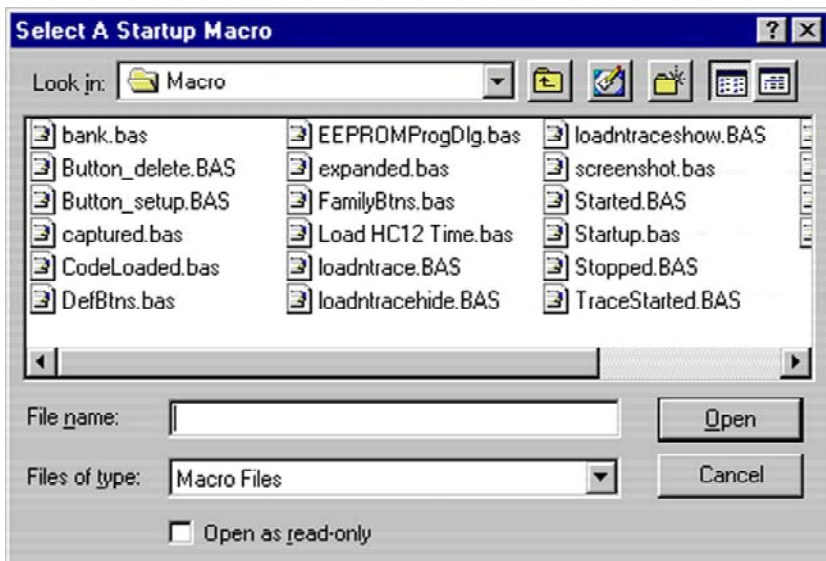 Select A Startup Macro
Look in: Macro
bank.bas
Button_delete.BAS
Button_setup.BAS
captured.bas
CodeLoaded.bas
DefBtns.bas
EEPROMProgDlg.bas
expanded.bas
FamilyBtns.bas
Load HC12 Time.bas
loadntrace.BAS
loadntracehide.BAS
loadntraceshow.BAS
screenshot.bas
Started.BAS
Startup.bas
Stopped.BAS
TraceStarted.BAS
File name:
Open
Files of type: Macro Files
Cancel
Open as read-only